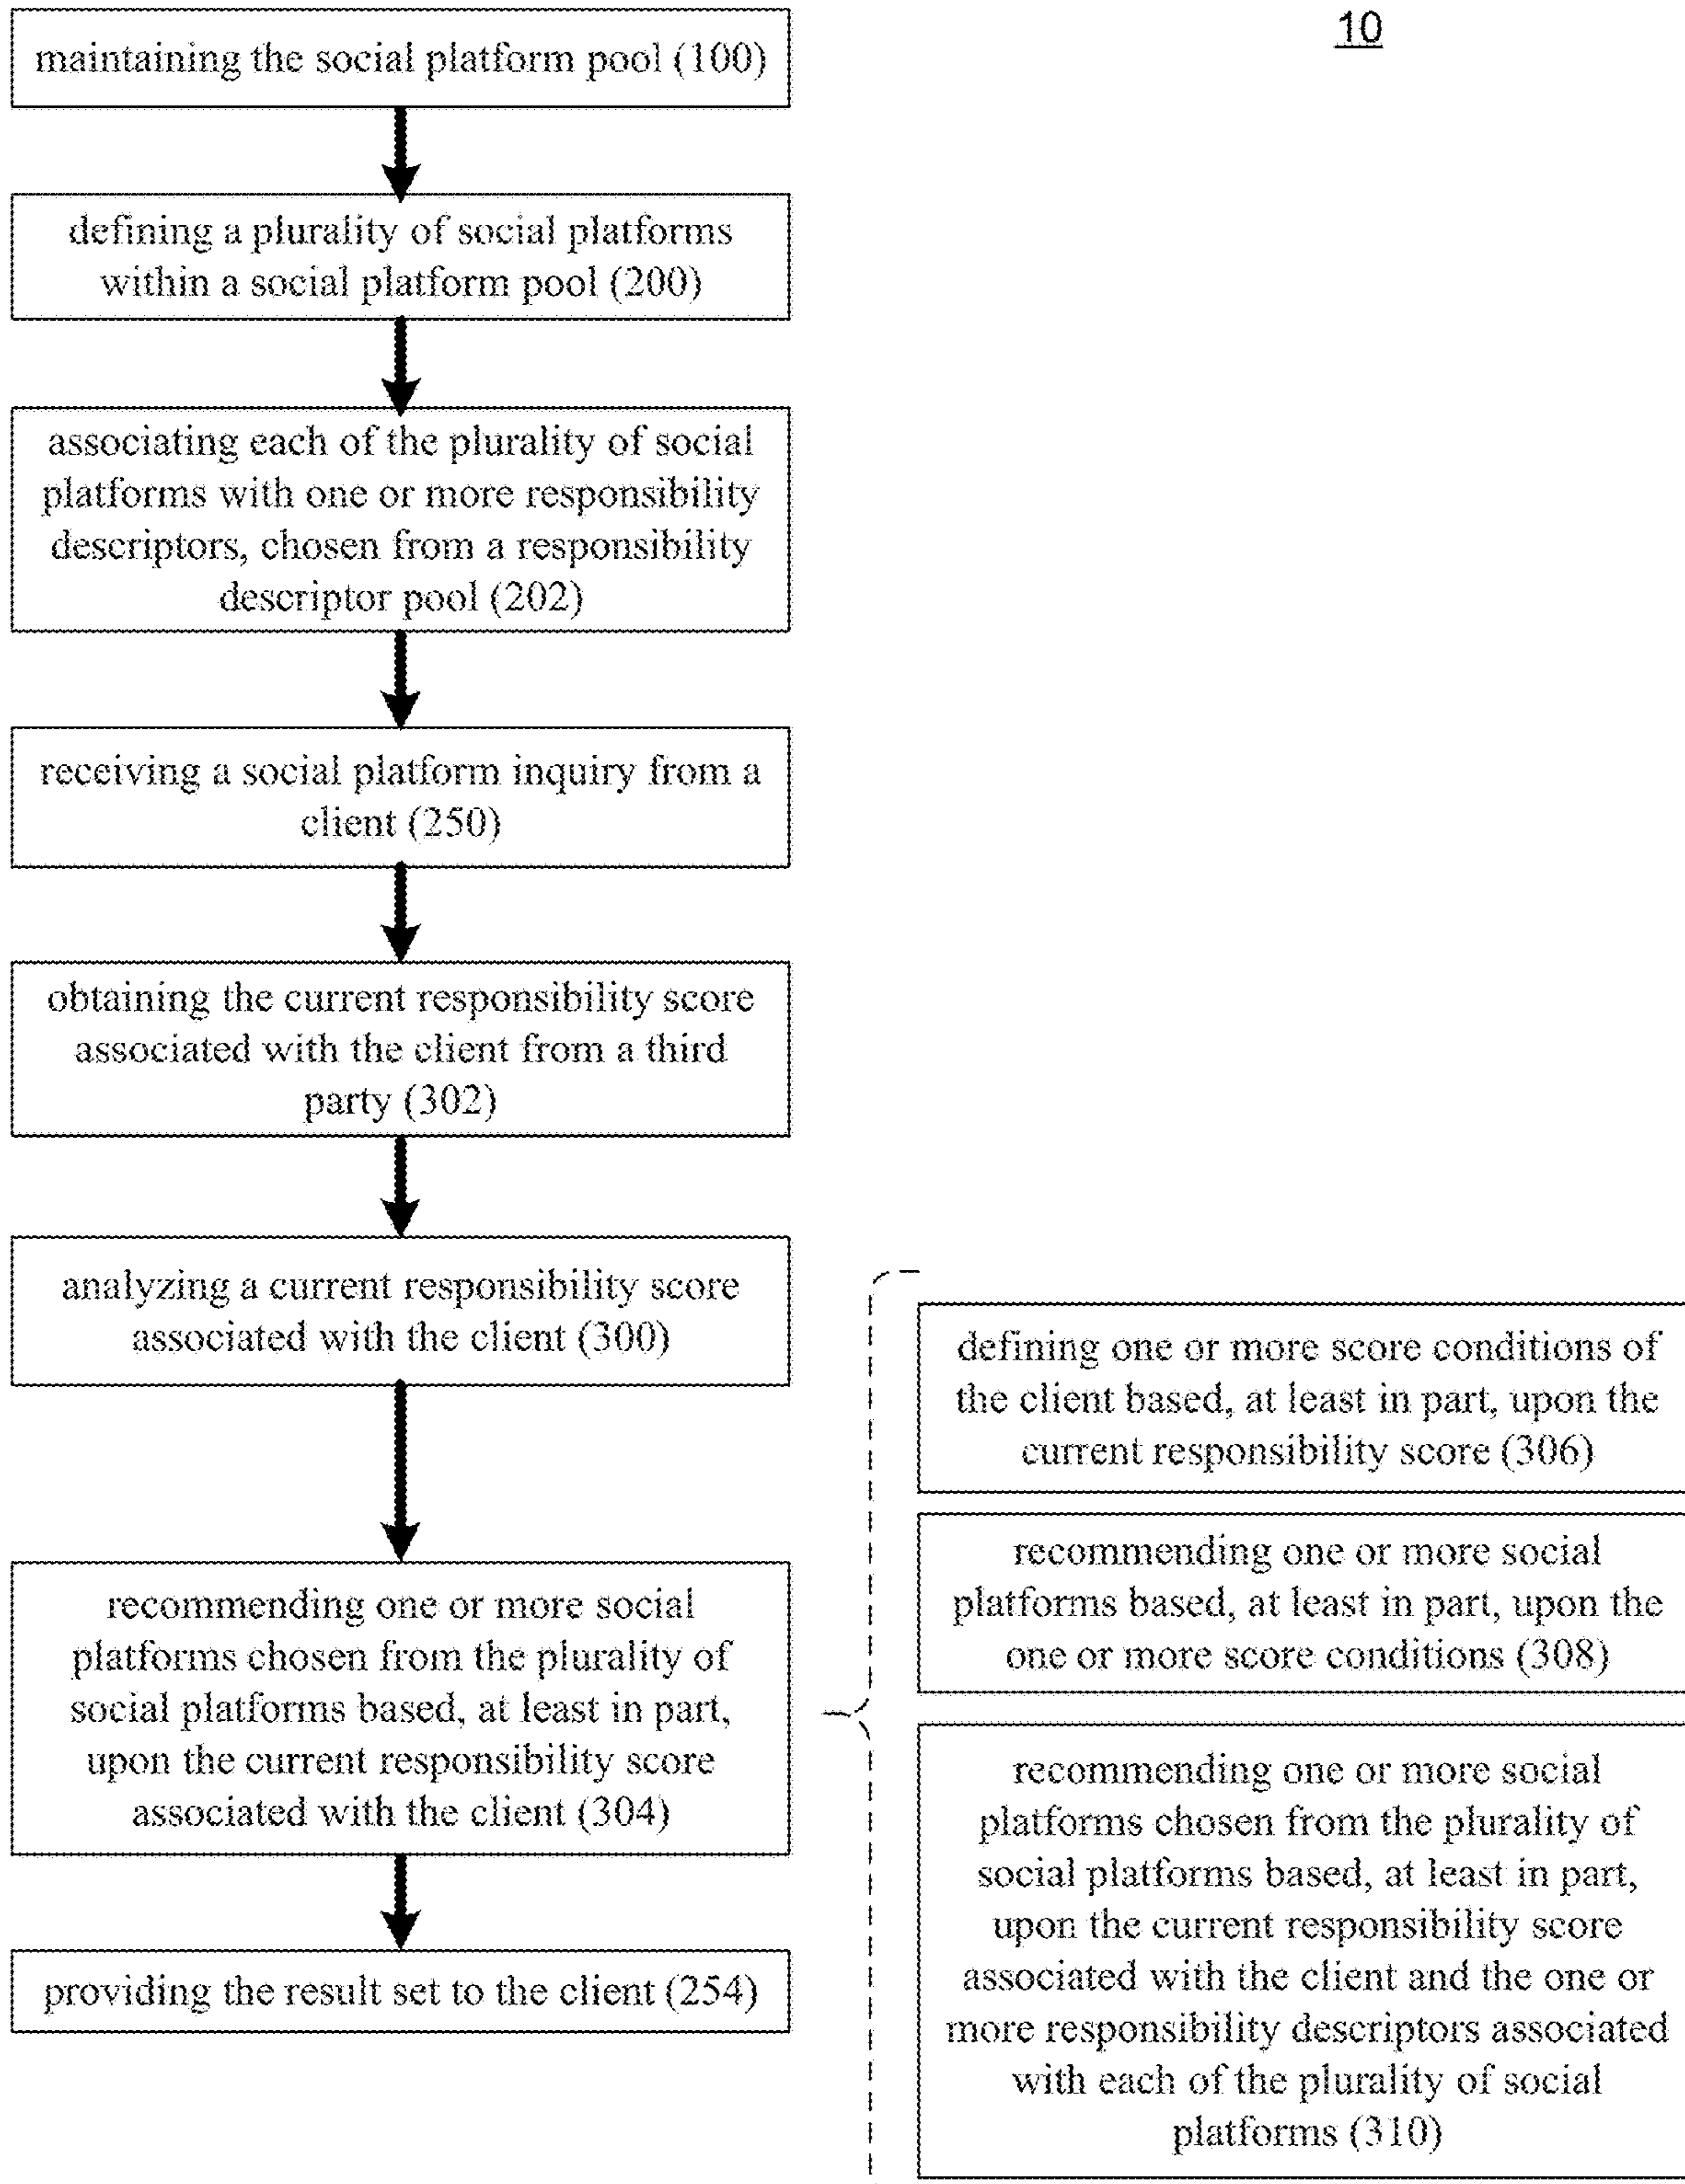 10
maintaining the social platform pool (100)
defining a plurality of social platforms
within a social platform pool (200)
associating each of the plurality of social
platforms with one or more responsibility
descriptors, chosen from a responsibility
descriptor pool (202)
receiving a social platform inquiry from a
client (250)
obtaining the current responsibility score
associated with the client from a third
party (302)
analyzing a current responsibility score
associated with the client (300)
recommending one or more social
platforms chosen from the plurality of
social platforms based, at least in part,
upon the current responsibility score
associated with the client (304)
providing the result set to the client (254)
defining one or more score conditions of
the client based, at least in part, upon the
current responsibility score (306)
recommending one or more social
platforms based, at least in part, upon the
one or more score conditions (308)
recommending one or more social
platforms chosen from the plurality of
social platforms based, at least in part,
upon the current responsibility score
associated with the client and the one or
more responsibility descriptors associated
with each of the plurality of social
platforms (310)